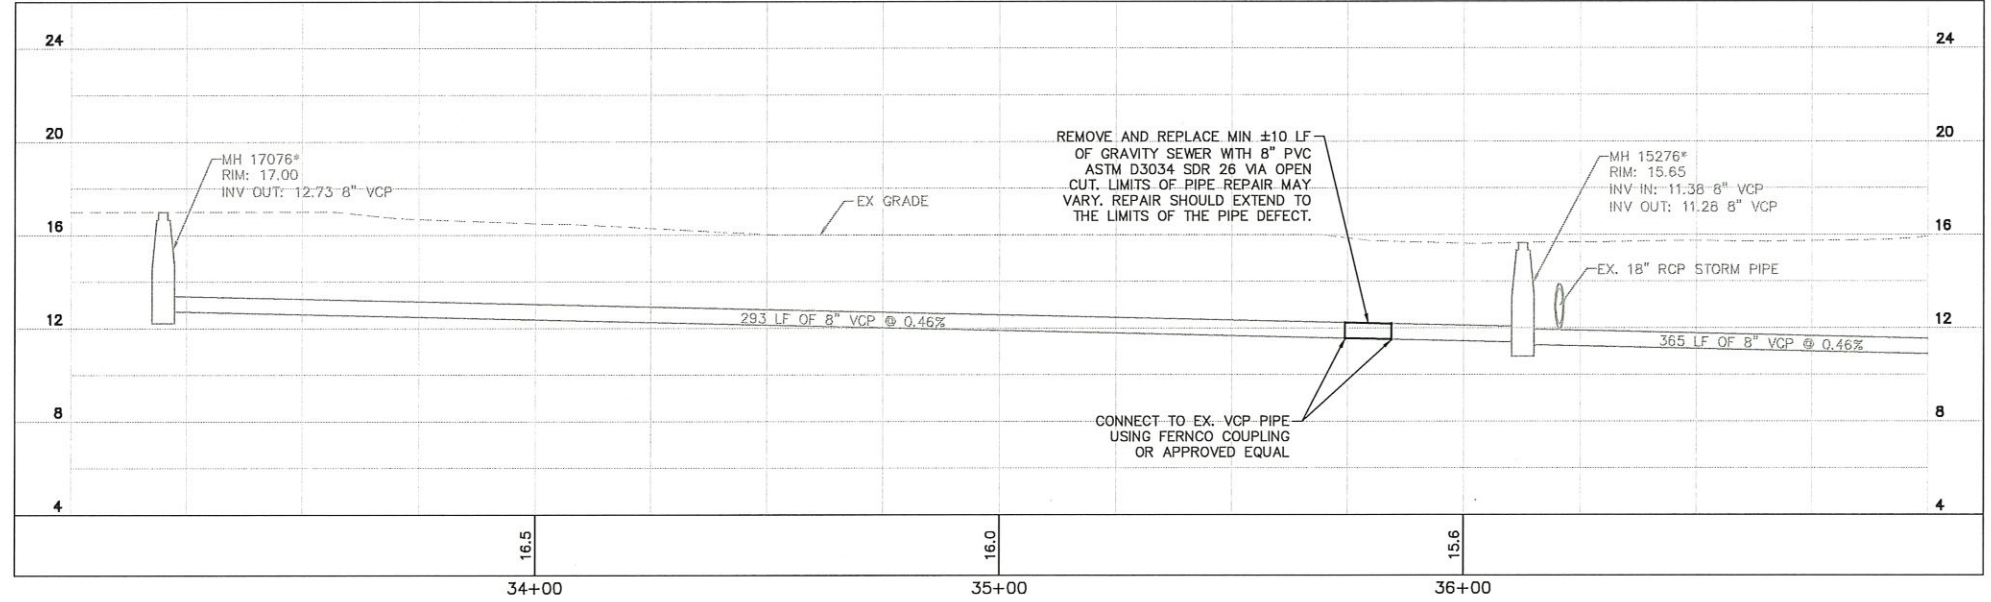 24
24
20
20
16
16
12
12
8
8
4
4
MH 17076*
RIM: 17.00
INV OUT: 12.73 8" VCP
EX GRADE
REMOVE AND REPLACE MIN ±10 LF
OF GRAVITY SEWER WITH 8" PVC
ASTM D3034 SDR 26 VIA OPEN
CUT. LIMITS OF PIPE REPAIR MAY
VARY. REPAIR SHOULD EXTEND TO
THE LIMITS OF THE PIPE DEFECT.
MH 15276*
RIM: 15.65
INV IN: 11.38 8" VCP
INV OUT: 11.28 8" VCP
EX. 18" RCP STORM PIPE
293 LF OF 8" VCP @ 0.46%
365 LF OF 8" VCP @ 0.46%
CONNECT TO EX. VCP PIPE
USING FERNCO COUPLING
OR APPROVED EQUAL
16.5
16.0
15.6
34+00
35+00
36+00